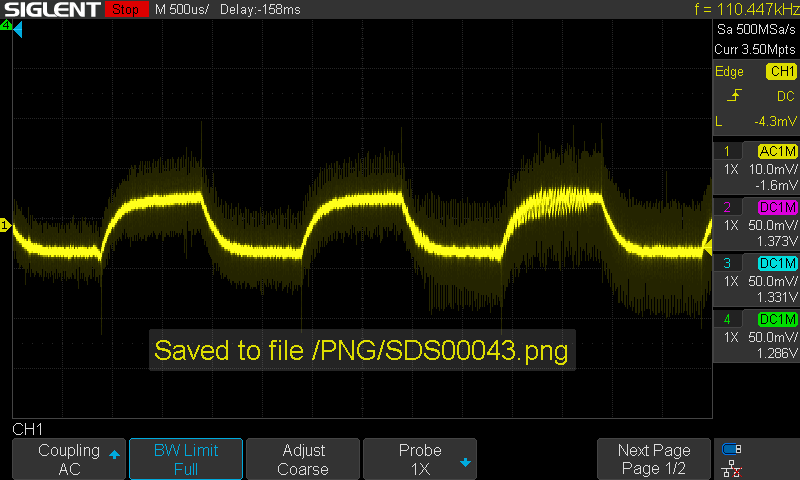 SIGLENT Stop M 500us/ Delay:-158ms f = 110.447kHz
Sa 500MSa/s
Curr 3.50Mpts
Edge CH1
DC
L -4.3mV
1 AC1M
1X 10.0mV/
-1.6mV
2 DC1M
1X 50.0mV/
1.373V
3 DC1M
1X 50.0mV/
1.331V
4 DC1M
1X 50.0mV/
1.286V
4
1
Saved to file /PNG/SDS00043.png
CH1
Coupling
AC
BW Limit
Full
Adjust
Coarse
Probe
1X
Next Page
Page 1/2